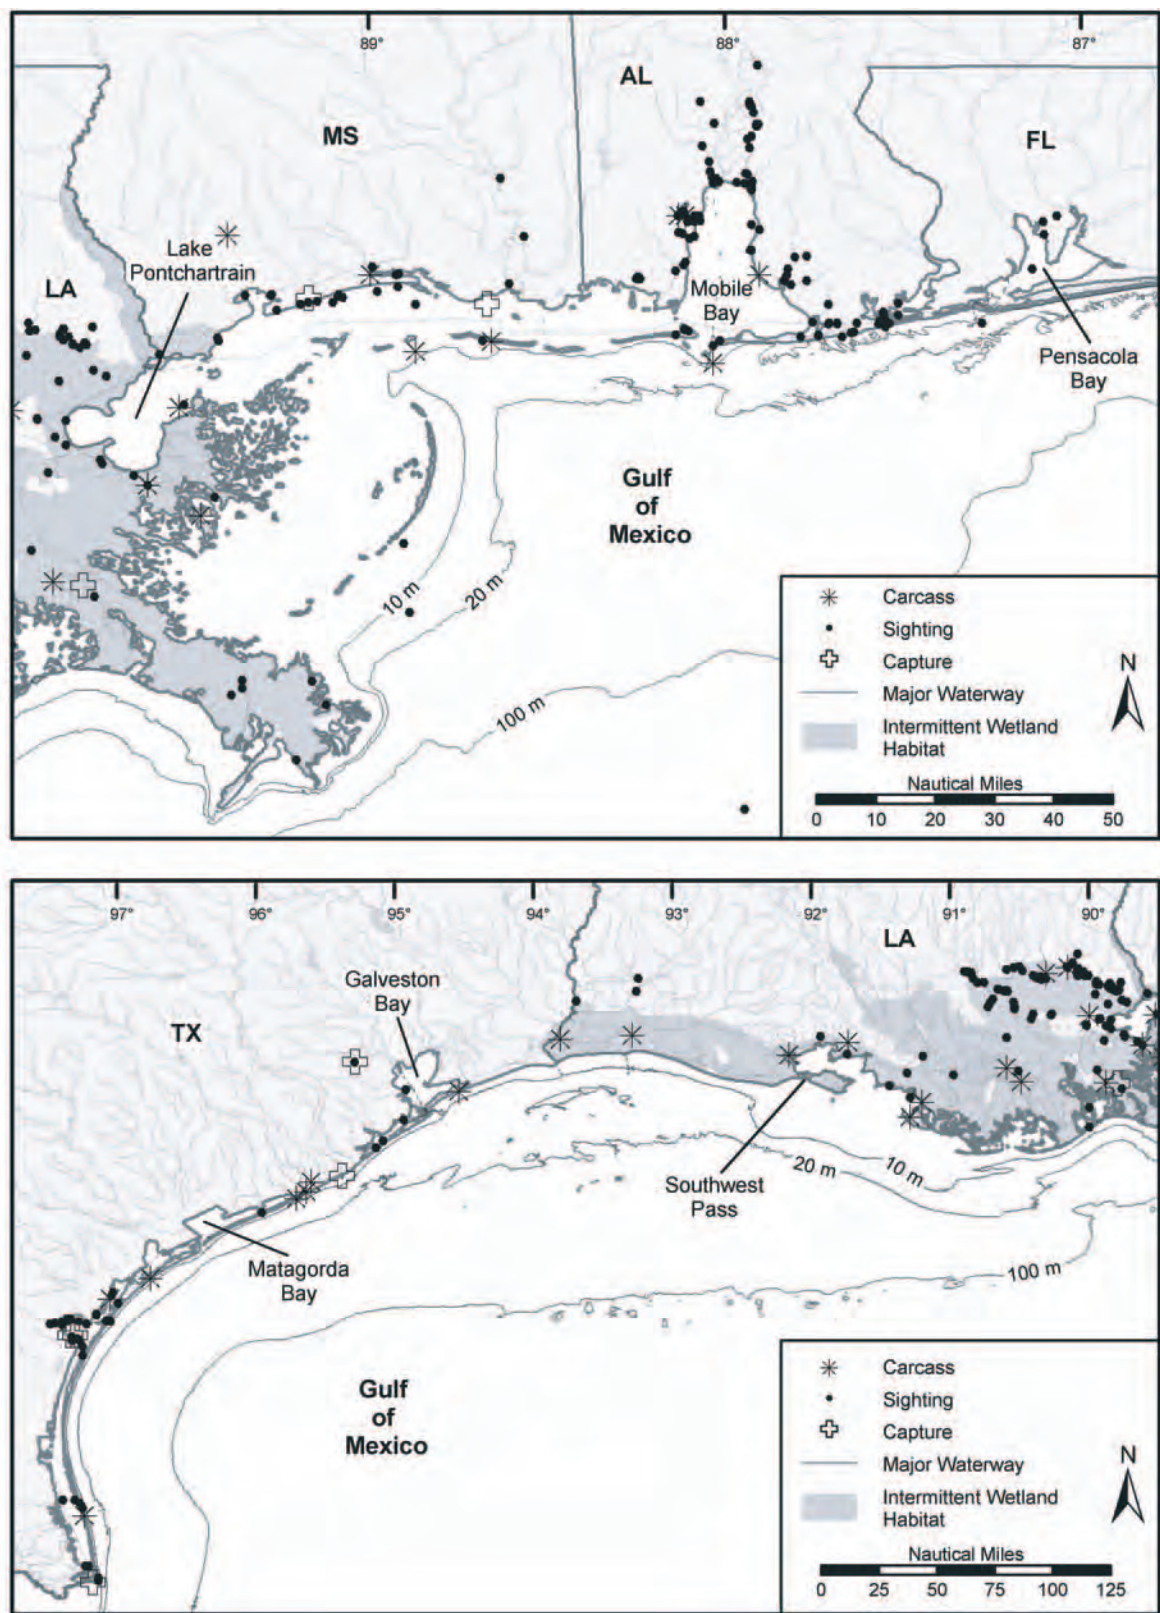 89°
88°
87°
AL
MS
FL
Lake
Pontchartrain
LA
Mobile
Bay
Pensacola
Bay
Gulf
of
Mexico
10 m
20 m
100 m
Carcass
Sighting
Capture
Major Waterway
Intermittent Wetland
Habitat
N
Nautical Miles
0 10 20 30 40 50
97°
96°
95°
94°
93°
92°
91°
90°
LA
Galveston
Bay
TX
Southwest
Pass
20 m
10 m
Matagorda
Bay
100 m
Gulf
of
Mexico
Carcass
Sighting
Capture
Major Waterway
Intermittent Wetland
Habitat
N
Nautical Miles
0 25 50 75 100 125